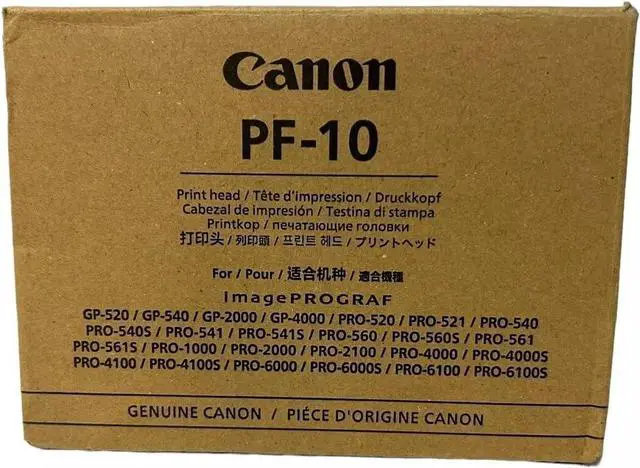 Canon
PF-10
Print head / Tête d'impression / Druckkopf
Cabezal de impresión / Testina di stampa
Printkop / печатающие головки
打印头 / 列印頭 / 프린트 헤드 / プリントヘッド
For / Pour / 适合机种 / 適合機種
imagePROGRAF
GP-520 / GP-540 / GP-2000 / GP-4000 / PRO-520 / PRO-521 / PRO-540
PRO-540S / PRO-541 / PRO-541S / PRO-560 / PRO-560S / PRO-561
PRO-561S / PRO-1000 / PRO-2000 / PRO-2100 / PRO-4000 / PRO-4000S
PRO-4100 / PRO-4100S / PRO-6000 / PRO-6000S / PRO-6100 / PRO-6100S
GENUINE CANON / PIÉCE D'ORIGINE CANON